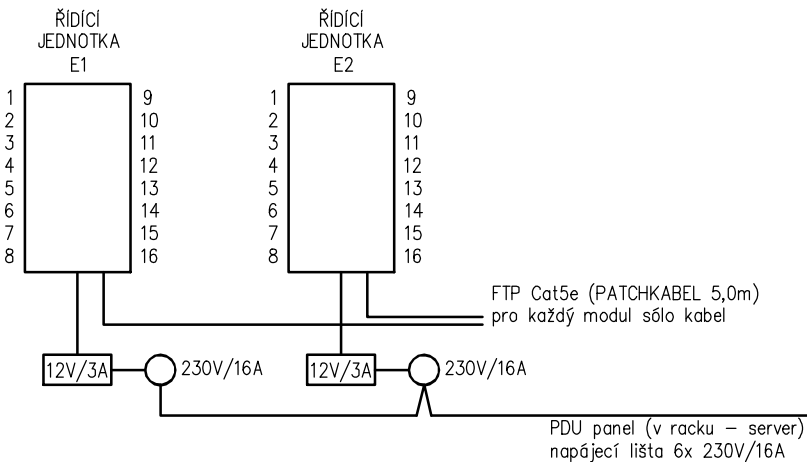 ŘÍDÍCÍ
JEDNOTKA
E1
1
2
3
4
5
6
7
8
9
10
11
12
13
14
15
16
ŘÍDÍCÍ
JEDNOTKA
E2
1
2
3
4
5
6
7
8
9
10
11
12
13
14
15
16
FTP Cat5e (PATCHKABEL 5,0m)
pro každý modul sólo kabel
12V/3A
230V/16A
12V/3A
230V/16A
PDU panel (v racku – server)
napájecí lišta 6x 230V/16A